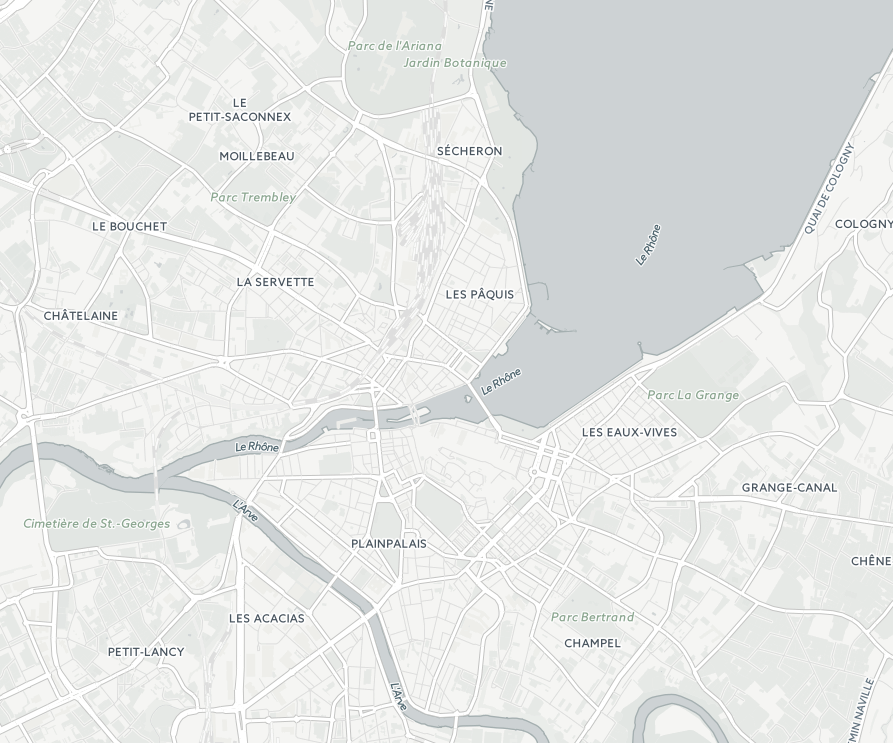 Parc de l'Ariana
Jardin Botanique
LE
PETIT-SACONNEX
SÉCHERON
MOILLEBEAU
Parc Trembley
QUAI DE COLOGNY
LE BOUCHET
COLOGNY
Le Rhône
LA SERVETTE
LES PÂQUIS
CHÂTELAINE
Le Rhône
Parc La Grange
LES EAUX-VIVES
Le Rhône
GRANGE-CANAL
L'Arve
Cimetière de St.-Georges
PLAINPALAIS
CHÊNE
LES ACACIAS
Parc Bertrand
CHAMPEL
PETIT-LANCY
L'Arve
MIN NAVILLE